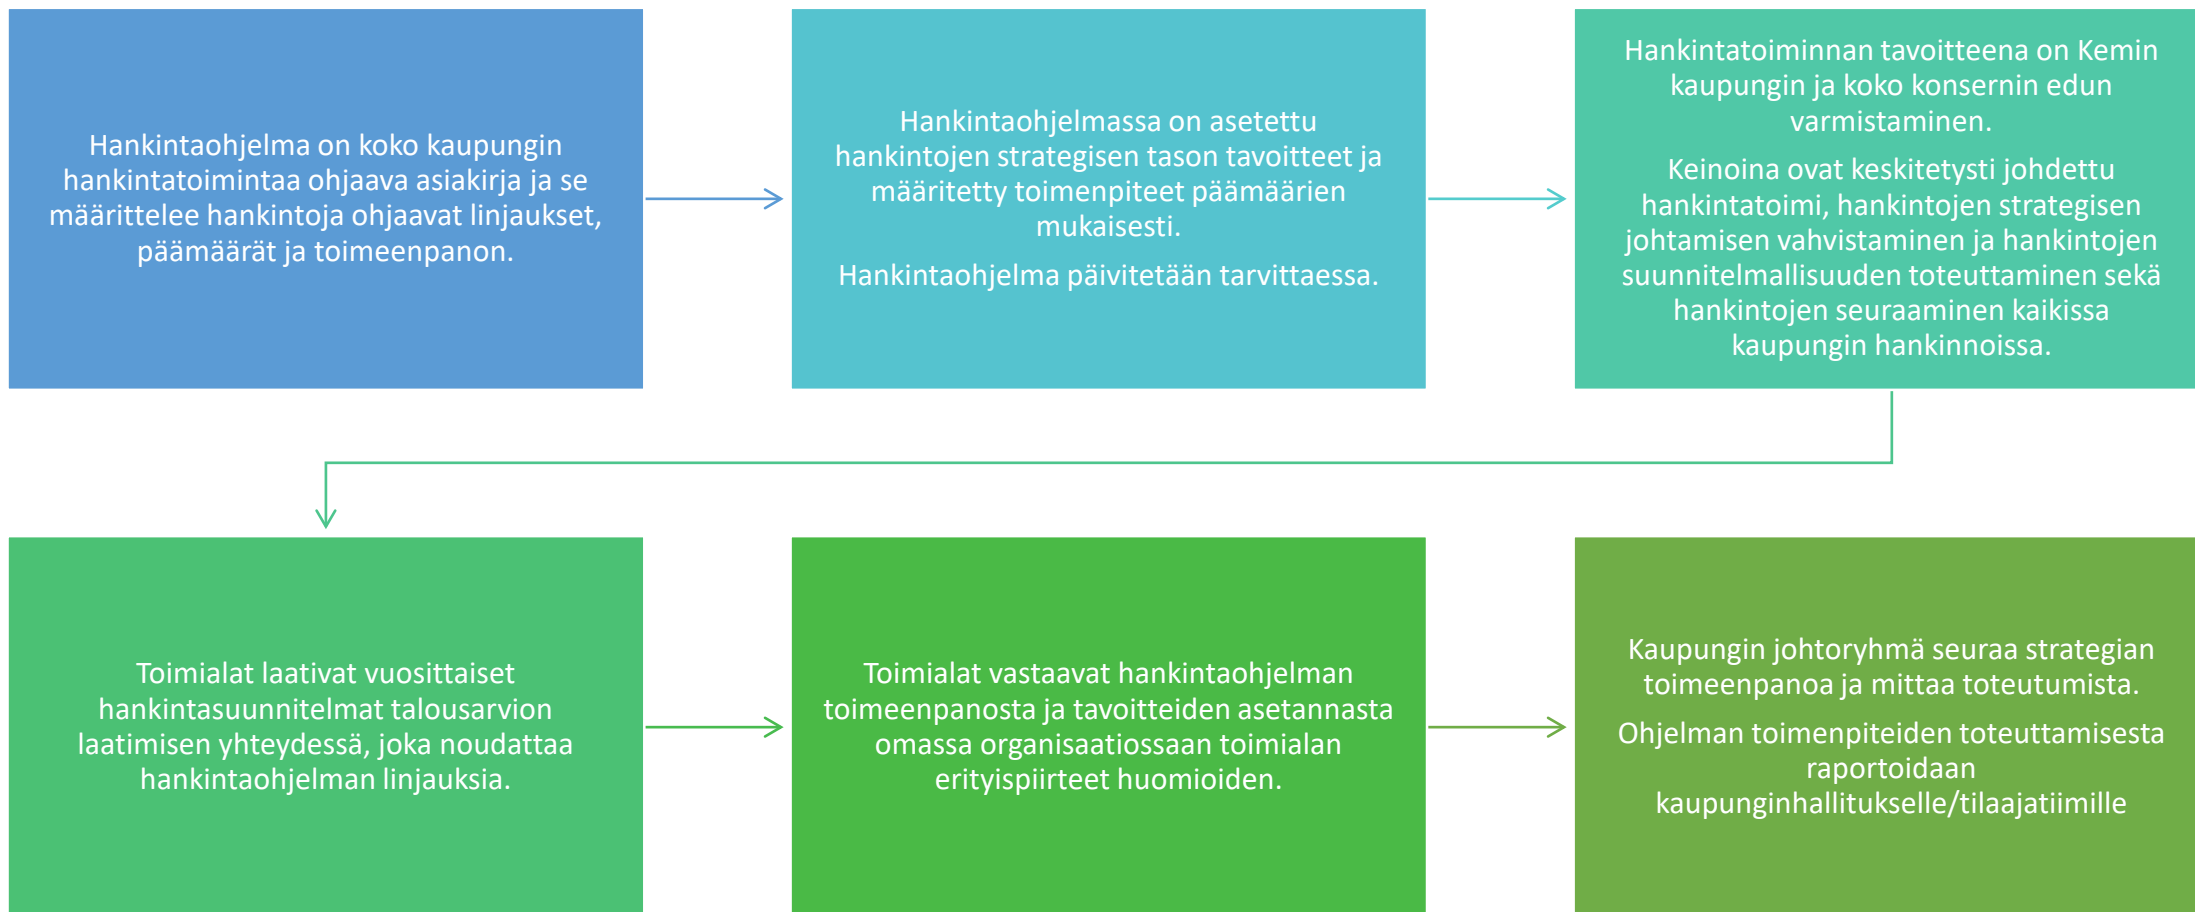 Hankintaohjelma on koko kaupungin
hankintatoimintaa ohjaava asiakirja ja se
määrittelee hankintoja ohjaavat linjaukset,
päämäärät ja toimeenpanon.
Hankintaohjelmassa on asetettu
hankintojen strategisen tason tavoitteet ja
määritetty toimenpiteet päämäärien
mukaisesti.
Hankintaohjelma päivitetään tarvittaessa.
Hankintatoiminnan tavoitteena on Kemin
kaupungin ja koko konsernin edun
varmistaminen.
Keinoina ovat keskitetysti johdettu
hankintatoimi, hankintojen strategisen
johtamisen vahvistaminen ja hankintojen
suunnitelmallisuuden toteuttaminen sekä
hankintojen seuraaminen kaikissa
kaupungin hankinnoissa.
Toimialat laativat vuosittaiset
hankintasuunnitelmat talousarvion
laatimisen yhteydessä, joka noudattaa
hankintaohjelman linjauksia.
Toimialat vastaavat hankintaohjelman
toimeenpanosta ja tavoitteiden asetannasta
omassa organisaatiossaan toimialan
erityispiirteet huomioiden.
Kaupungin johtoryhmä seuraa strategian
toimeenpanoa ja mittaa toteutumista.
Ohjelman toimenpiteiden toteuttamisesta
raportoidaan
kaupunginhallitukselle/tilaajatiimille